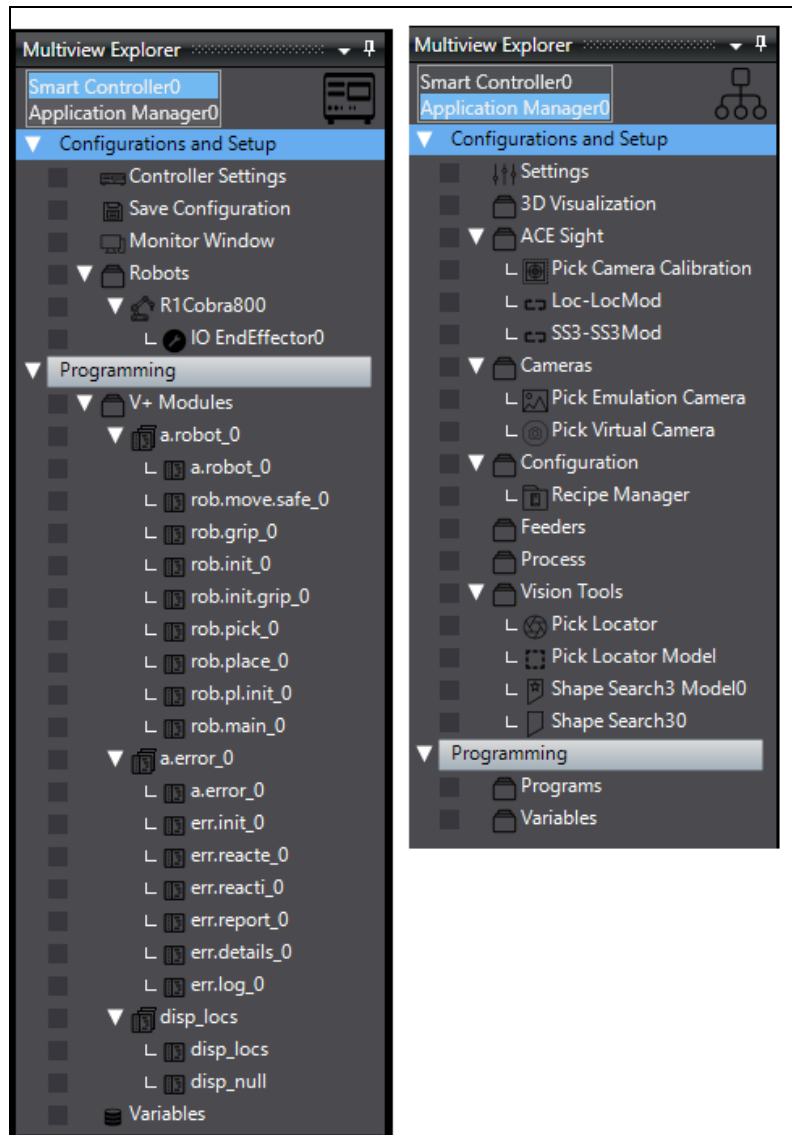 Multiview Explorer
Smart Controller0
Application Manager0
Configurations and Setup
Controller Settings
Save Configuration
Monitor Window
Robots
R1Cobra800
IO EndEffector0
Programming
V+ Modules
a.robot_0
a.robot_0
rob.move.safe_0
rob.grip_0
rob.init_0
rob.init.grip_0
rob.pick_0
rob.place_0
rob.pl.init_0
rob.main_0
a.error_0
a.error_0
err.init_0
err.reacte_0
err.reacti_0
err.report_0
err.details_0
err.log_0
disp_locs
disp_locs
disp_null
Variables
Multiview Explorer
Smart Controller0
Application Manager0
Configurations and Setup
Settings
3D Visualization
ACE Sight
Pick Camera Calibration
Loc-LocMod
SS3-SS3Mod
Cameras
Pick Emulation Camera
Pick Virtual Camera
Configuration
Recipe Manager
Feeders
Process
Vision Tools
Pick Locator
Pick Locator Model
Shape Search3 Model0
Shape Search30
Programming
Programs
Variables